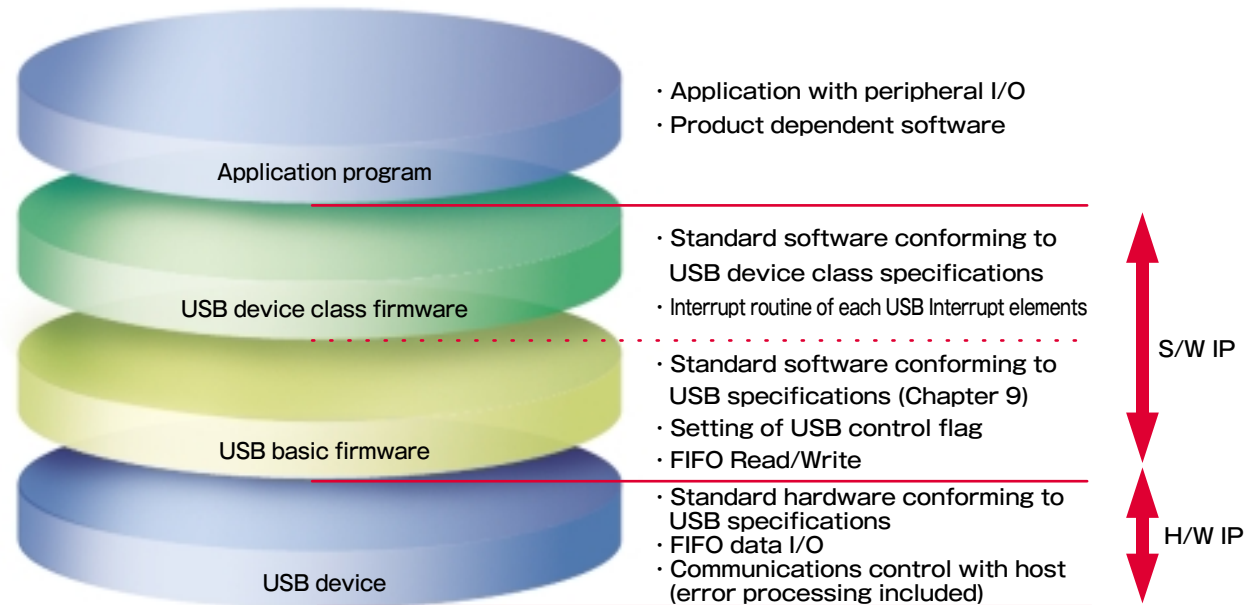 Application program
・Application with peripheral I/O
・Product dependent software
USB device class firmware
・Standard software conforming to
USB device class specifications
・Interrupt routine of each USB Interrupt elements
USB basic firmware
・Standard software conforming to
USB specifications (Chapter 9)
・Setting of USB control flag
・FIFO Read/Write
S/W IP
USB device
・Standard hardware conforming to
USB specifications
・FIFO data I/O
・Communications control with host
(error processing included)
H/W IP